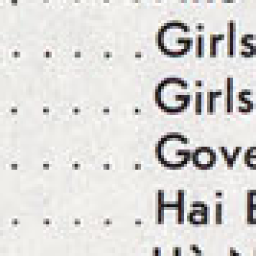 . . . . . Girls
. . . . . Girls
. . . . . Gove
. . . . . Hai